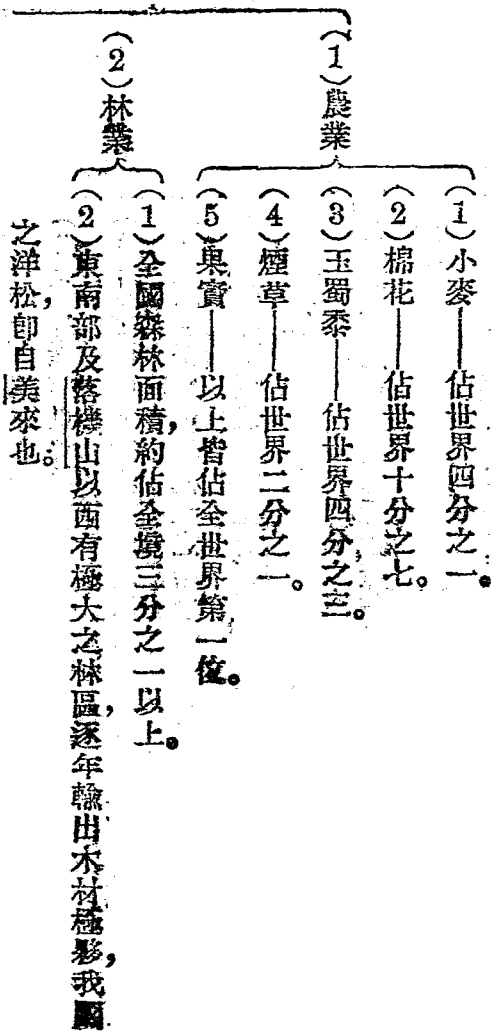 (1)農業
(1)小麥——佔世界四分之一。
(2)棉花——佔世界十分之七。
(3)玉蜀黍——佔世界四分之三。
(4)煙草——佔世界二分之一。
(5)果實——以上皆佔全世界第一位。
(2)林業
(1)全國森林面積,約佔全境三分之一以上。
(2)東南部及落機山以西有極大之林區,逐年輸出木材極夥,我國
之洋松,卽自美來也。